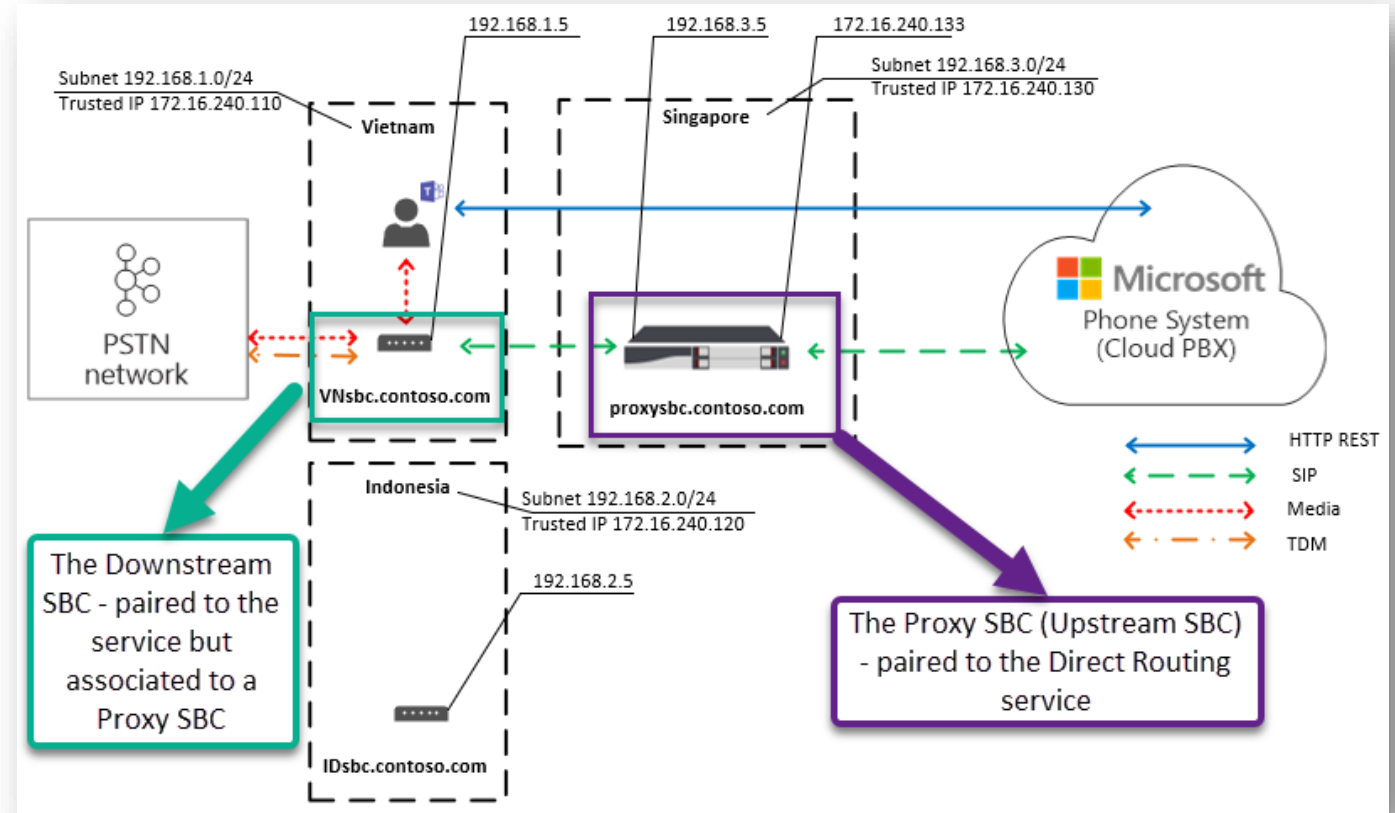 192.168.1.5
192.168.3.5
172.16.240.133
Subnet 192.168.1.0/24
Trusted IP 172.16.240.110
Subnet 192.168.3.0/24
Trusted IP 172.16.240.130
Vietnam
Singapore
T
PSTN
network
VNsbc.contoso.com
proxysbc.contoso.com
Microsoft
Phone System
(Cloud PBX)
HTTP REST
SIP
Media
TDM
Indonesia
Subnet 192.168.2.0/24
Trusted IP 172.16.240.120
192.168.2.5
IDsbc.contoso.com
The Downstream
SBC - paired to the
service but
associated to a
Proxy SBC
The Proxy SBC (Upstream SBC)
- paired to the Direct Routing
service